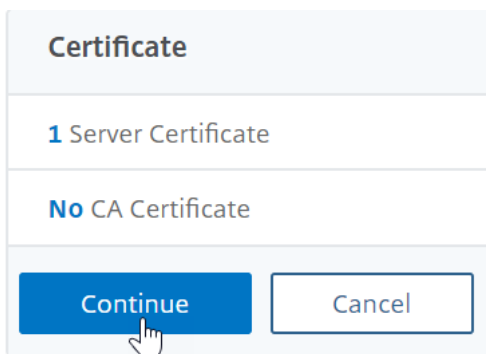 Certificate
1 Server Certificate
No CA Certificate
Continue Cancel